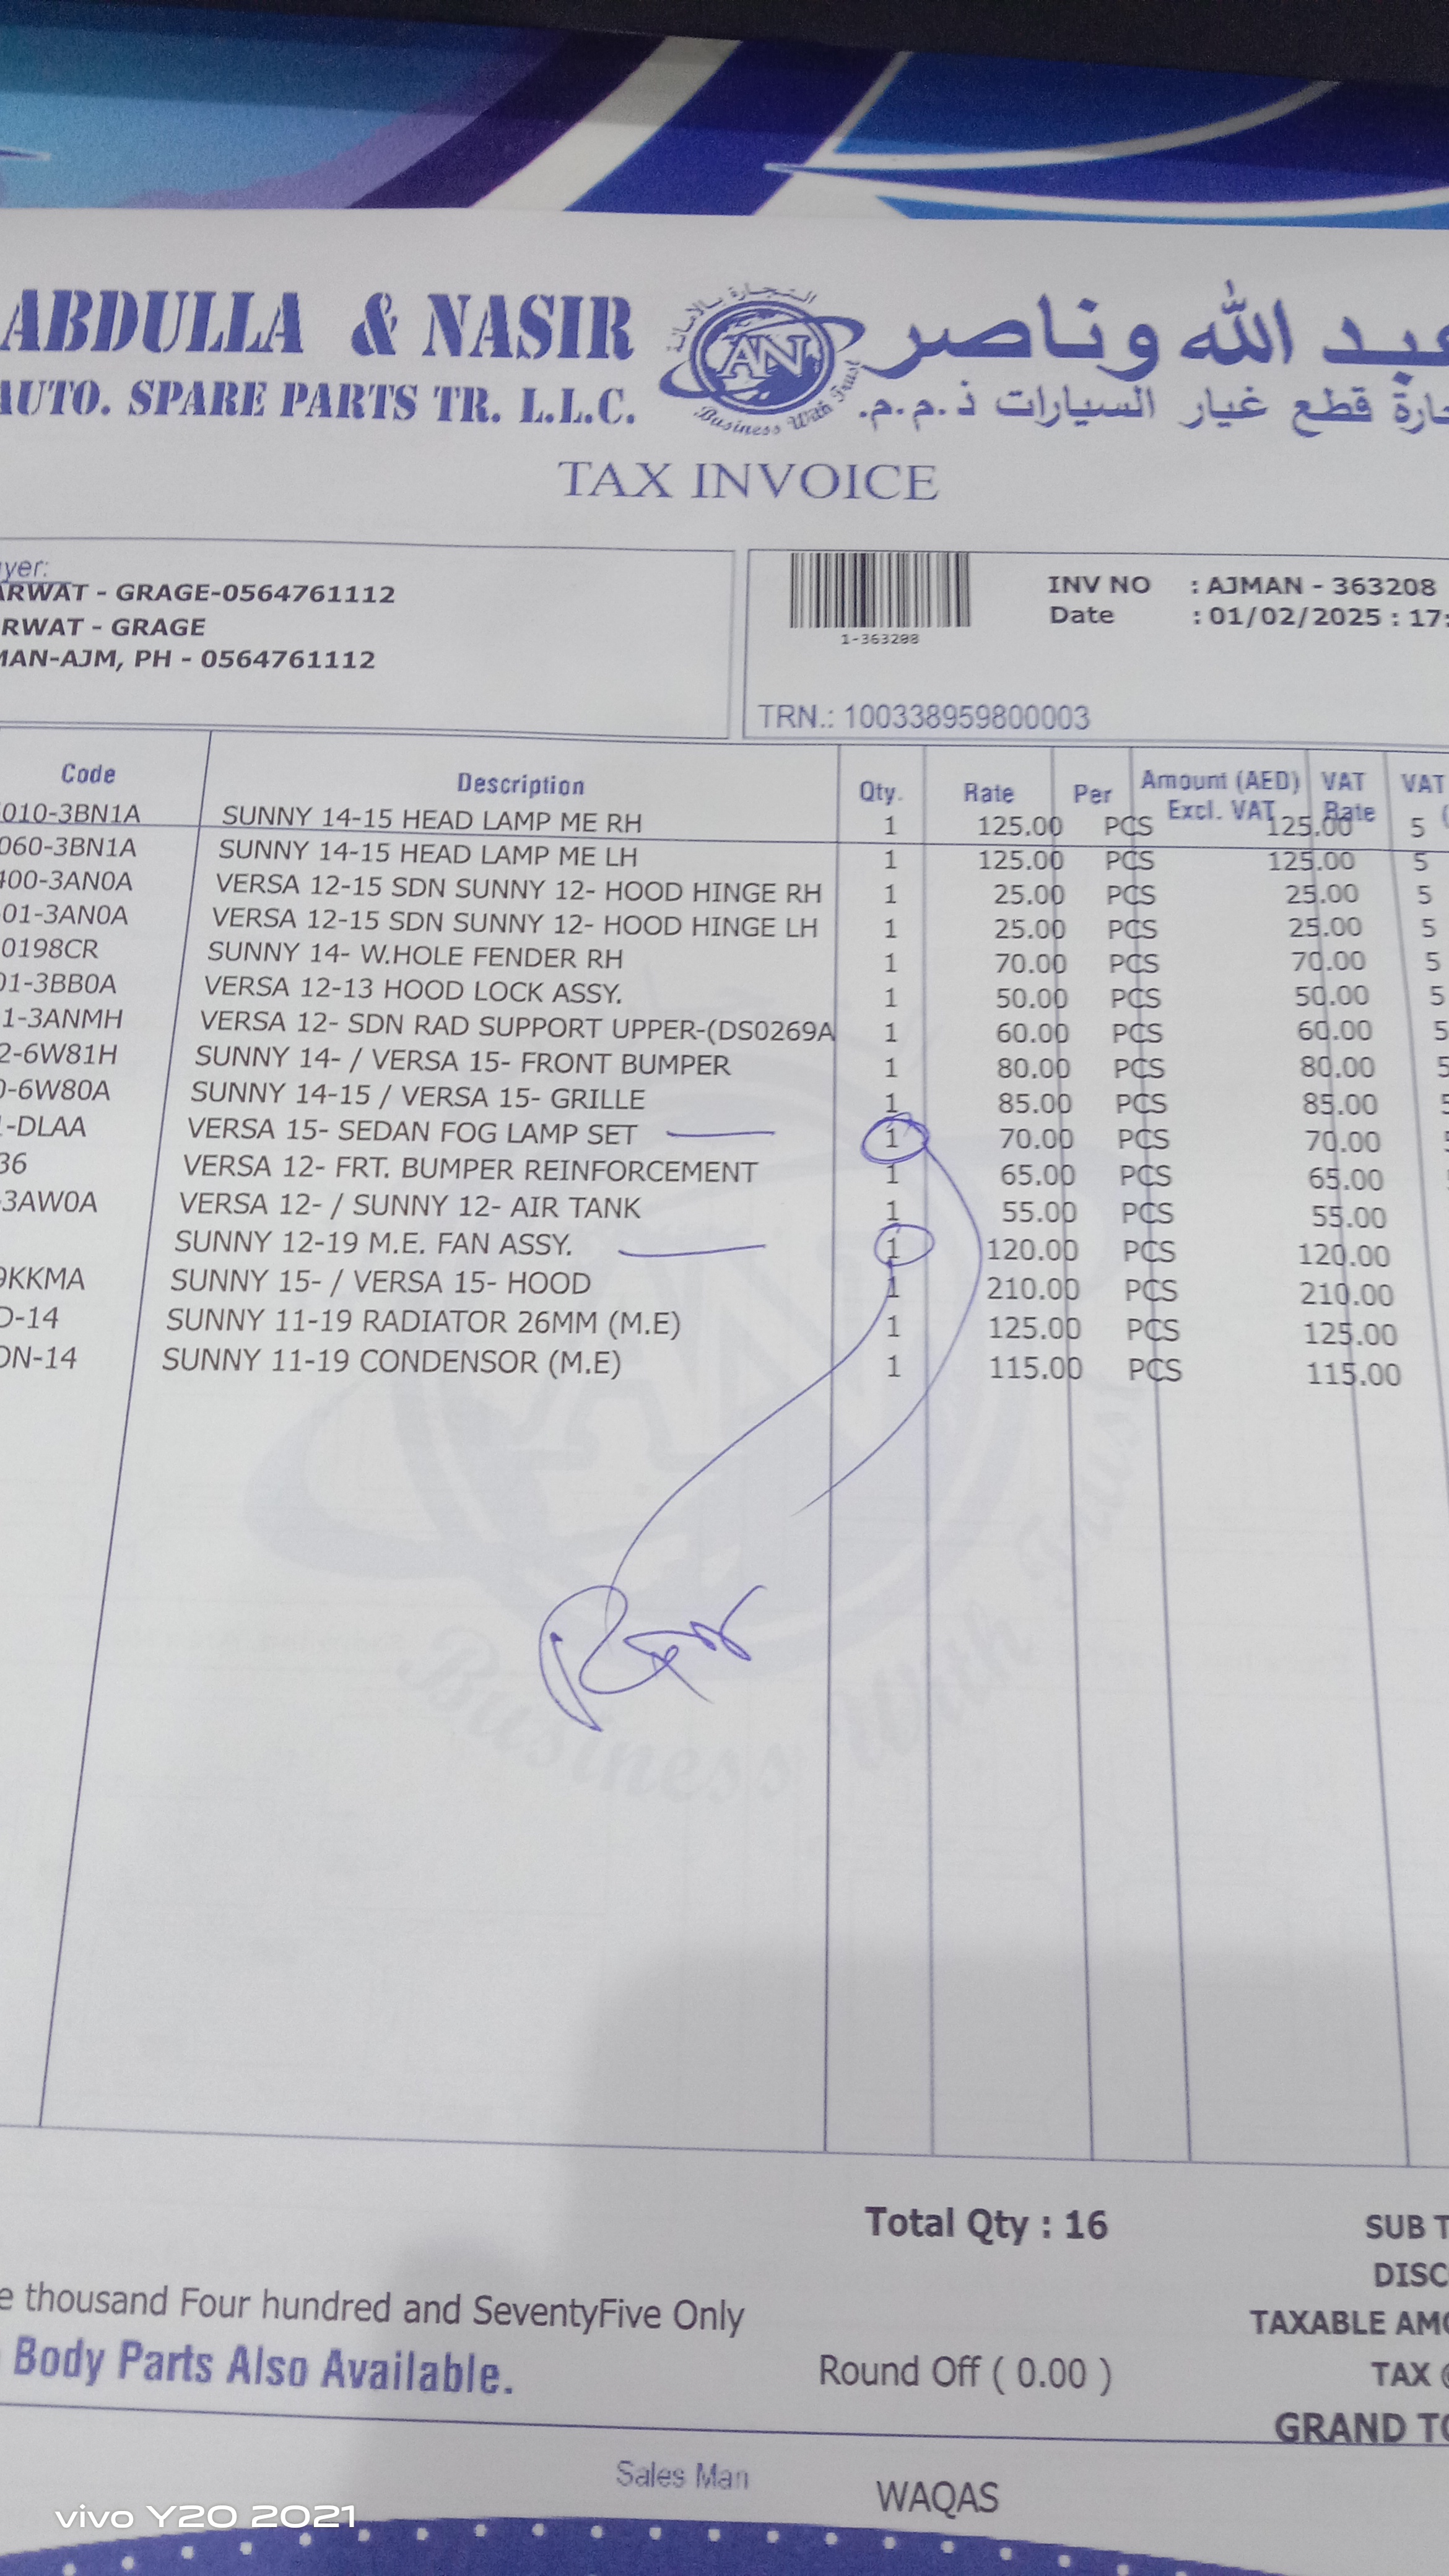 ABDULLA & NASIR
AUTO. SPARE PARTS TR. L.L.C.
التجارة بالأمانة
AN
Business With Trust
عبد الله وناصر
تجارة قطع غيار السيارات ذ.م.م.
TAX INVOICE
yer:
ARWAT - GRAGE-0564761112
RWAT - GRAGE
MAN-AJM, PH - 0564761112
1-363208
INV NO : AJMAN - 363208
Date : 01/02/2025 : 17:
TRN.: 100338959800003
Code Description Qty. Rate Per Amount (AED) Excl. VAT VAT Rate VAT (
010-3BN1A SUNNY 14-15 HEAD LAMP ME RH 1 125.00 PCS 125.00 5
060-3BN1A SUNNY 14-15 HEAD LAMP ME LH 1 125.00 PCS 125.00 5
400-3AN0A VERSA 12-15 SDN SUNNY 12- HOOD HINGE RH 1 25.00 PCS 25.00 5
01-3AN0A VERSA 12-15 SDN SUNNY 12- HOOD HINGE LH 1 25.00 PCS 25.00 5
0198CR SUNNY 14- W.HOLE FENDER RH 1 70.00 PCS 70.00 5
01-3BB0A VERSA 12-13 HOOD LOCK ASSY. 1 50.00 PCS 50.00 5
1-3ANMH VERSA 12- SDN RAD SUPPORT UPPER-(DS0269A 1 60.00 PCS 60.00 5
2-6W81H SUNNY 14- / VERSA 15- FRONT BUMPER 1 80.00 PCS 80.00 5
0-6W80A SUNNY 14-15 / VERSA 15- GRILLE 1 85.00 PCS 85.00
-DLAA VERSA 15- SEDAN FOG LAMP SET 1 70.00 PCS 70.00
36 VERSA 12- FRT. BUMPER REINFORCEMENT 1 65.00 PCS 65.00
-3AW0A VERSA 12- / SUNNY 12- AIR TANK 1 55.00 PCS 55.00
SUNNY 12-19 M.E. FAN ASSY. 1 120.00 PCS 120.00
9KKMA SUNNY 15- / VERSA 15- HOOD 1 210.00 PCS 210.00
D-14 SUNNY 11-19 RADIATOR 26MM (M.E) 1 125.00 PCS 125.00
ON-14 SUNNY 11-19 CONDENSOR (M.E) 1 115.00 PCS 115.00
Business With Trust
Total Qty : 16 SUB T
DISC
e thousand Four hundred and SeventyFive Only
TAXABLE AMO
Body Parts Also Available.
Round Off ( 0.00 ) TAX @
GRAND TO
Sales Man WAQAS
vivo Y20 2021